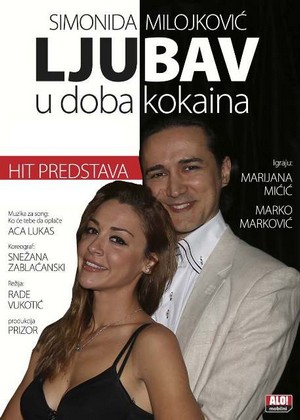 SIMONIDA MILOJKOVIĆ
LJUBAV
u doba kokaina
HIT PREDSTAVA
Igraju:
MARIJANA
MIĆIĆ
MARKO
MARKOVIĆ
Muzika za song:
Ko će tebe da oplače
ACA LUKAS
Koreograf:
SNEŽANA
ZABLAĆANSKI
Režija:
RADE
VUKOTIĆ
produkcija
PRIZOR
ALO!
mobilni